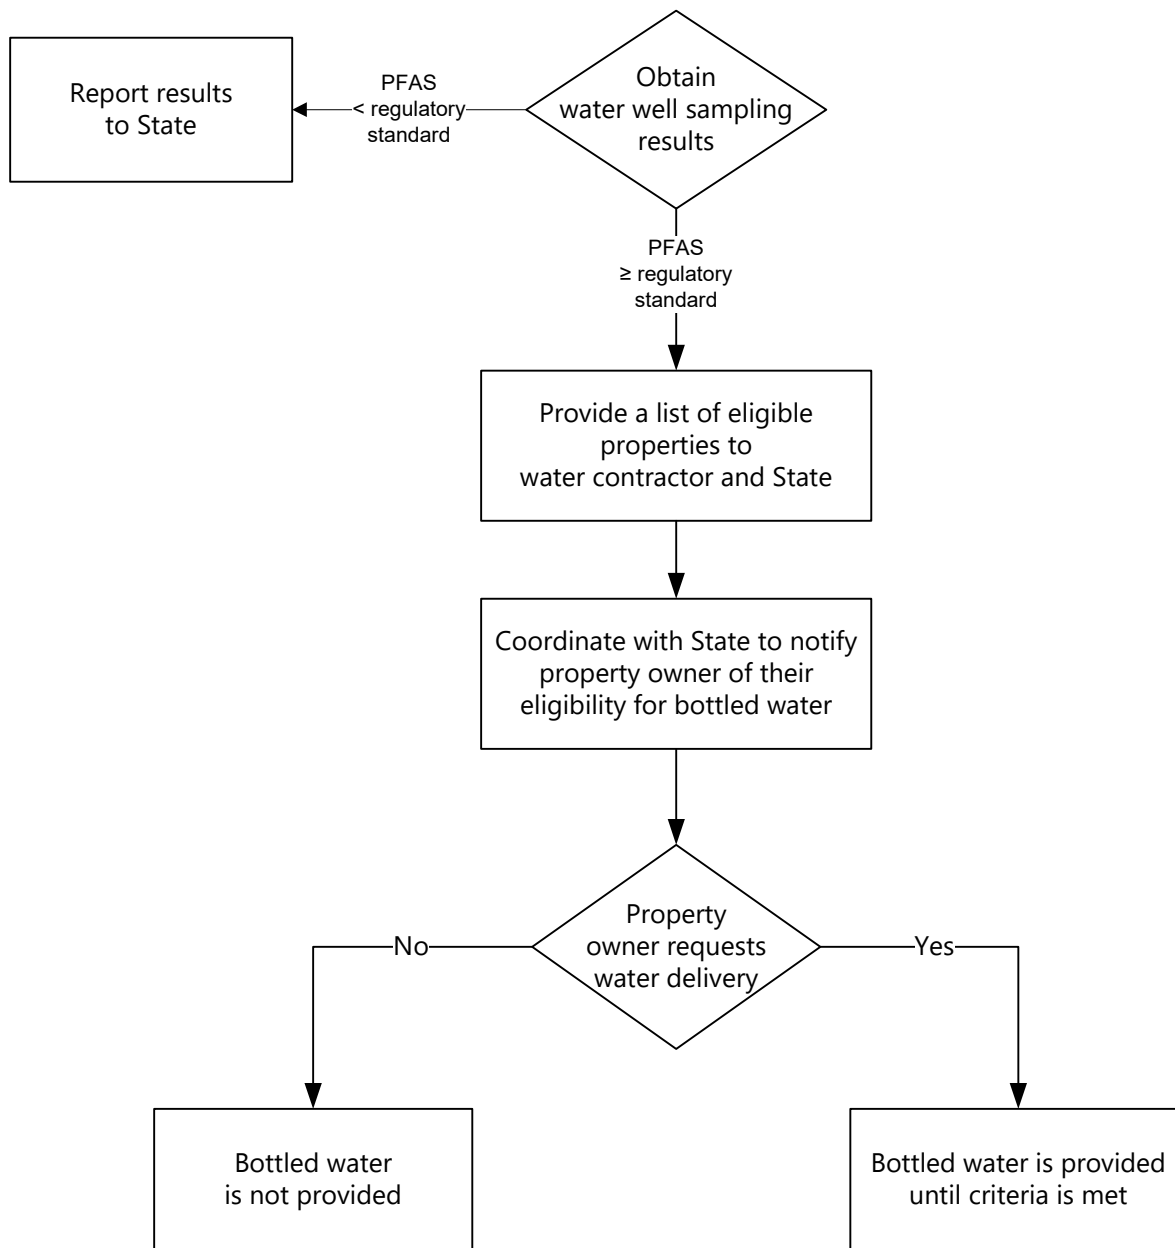 Obtain
water well sampling
results
PFAS
< regulatory
standard
Report results
to State
PFAS
≥ regulatory
standard
Provide a list of eligible
properties to
water contractor and State
Coordinate with State to notify
property owner of their
eligibility for bottled water
Property
owner requests
water delivery
No
Yes
Bottled water
is not provided
Bottled water is provided
until criteria is met